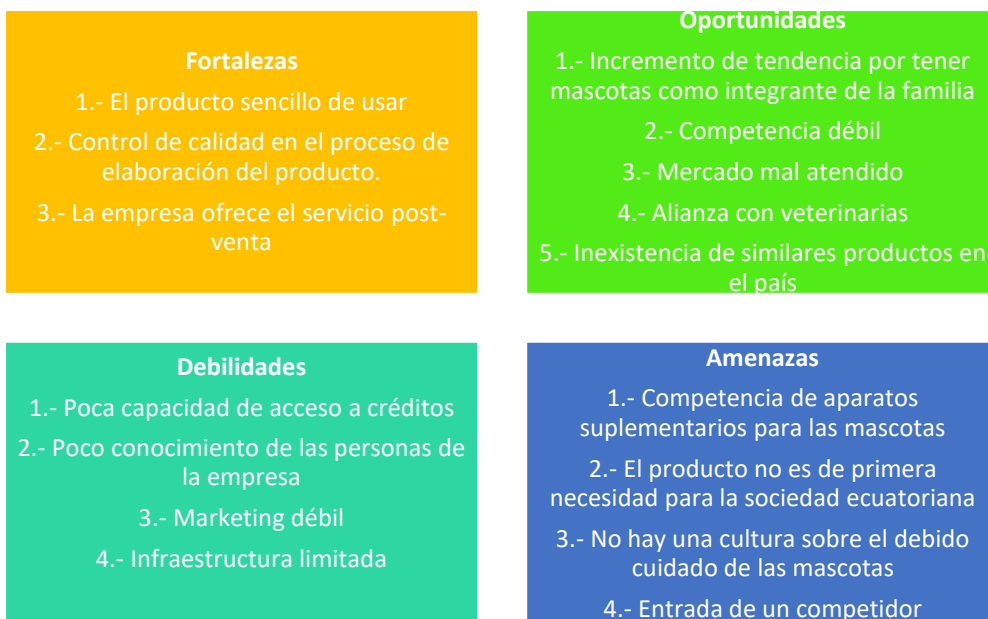 Fortalezas
1.- El producto sencillo de usar
2.- Control de calidad en el proceso de
elaboración del producto.
3.- La empresa ofrece el servicio post-
venta
Oportunidades
1.- Incremento de tendencia por tener
mascotas como integrante de la familia
2.- Competencia débil
3.- Mercado mal atendido
4.- Alianza con veterinarias
5.- Inexistencia de similares productos en
el país
Debilidades
1.- Poca capacidad de acceso a créditos
2.- Poco conocimiento de las personas de
la empresa
3.- Marketing débil
4.- Infraestructura limitada
Amenazas
1.- Competencia de aparatos
suplementarios para las mascotas
2.- El producto no es de primera
necesidad para la sociedad ecuatoriana
3.- No hay una cultura sobre el debido
cuidado de las mascotas
4.- Entrada de un competidor